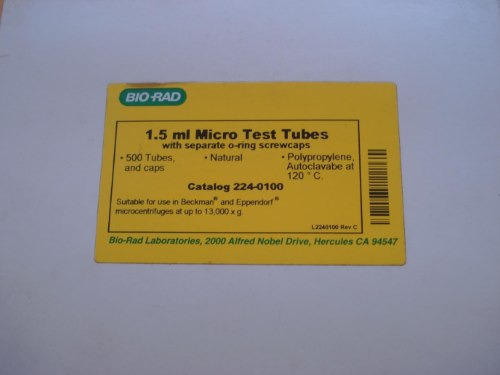 BIO-RAD
1.5 ml Micro Test Tubes
with separate o-ring screwcaps
• 500 Tubes, and caps
• Natural
• Polypropylene, Autoclavabe at 120 ° C.
Catalog 224-0100
Suitable for use in Beckman® and Eppendorf®
microcentrifuges at up to 13,000 x g.
L2240100 Rev C
Bio-Rad Laboratories, 2000 Alfred Nobel Drive, Hercules CA 94547